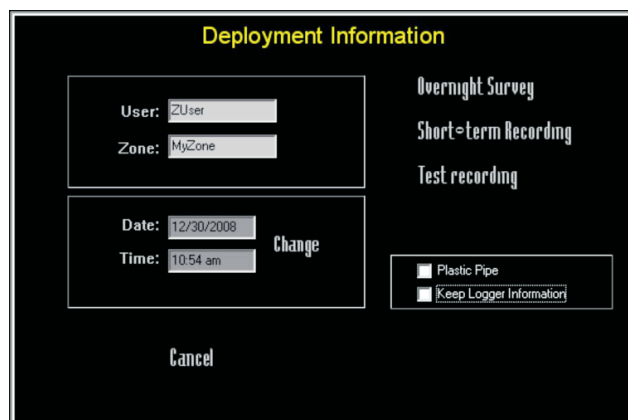 Deployment Information
User: ZUser
Zone: MyZone
Date: 12/30/2008
Time: 10:54 am
Change
Cancel
Overnight Survey
Short-term Recording
Test recording
Plastic Pipe
Keep Logger Information